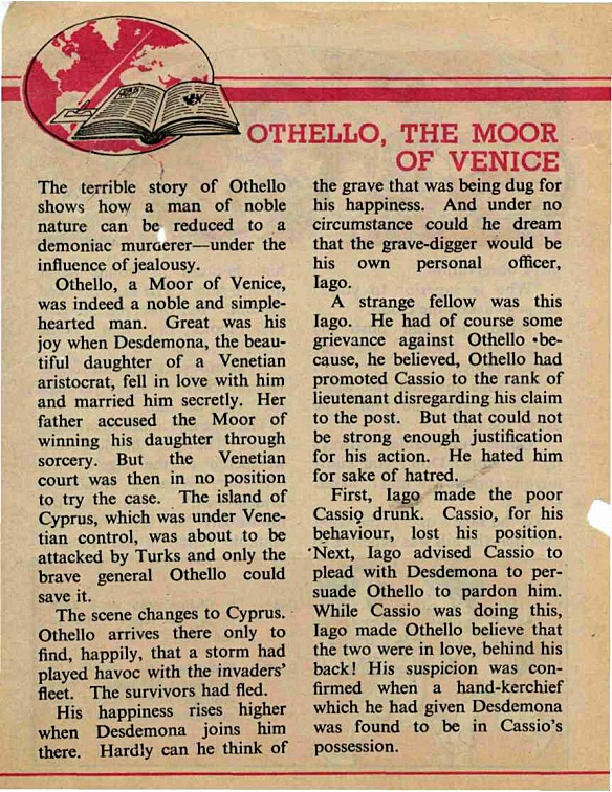 OTHELLO, THE MOOR
OF VENICE
The terrible story of Othello
shows how a man of noble
nature can be reduced to a
demoniac murderer—under the
influence of jealousy.
Othello, a Moor of Venice,
was indeed a noble and simple-
hearted man. Great was his
joy when Desdemona, the beau-
tiful daughter of a Venetian
aristocrat, fell in love with him
and married him secretly. Her
father accused the Moor of
winning his daughter through
sorcery. But the Venetian
court was then in no position
to try the case. The island of
Cyprus, which was under Vene-
tian control, was about to be
attacked by Turks and only the
brave general Othello could
save it.
The scene changes to Cyprus.
Othello arrives there only to
find, happily, that a storm had
played havoc with the invaders'
fleet. The survivors had fled.
His happiness rises higher
when Desdemona joins him
there. Hardly can he think of
the grave that was being dug for
his happiness. And under no
circumstance could he dream
that the grave-digger would be
his own personal officer,
Iago.
A strange fellow was this
Iago. He had of course some
grievance against Othello be-
cause, he believed, Othello had
promoted Cassio to the rank of
lieutenant disregarding his claim
to the post. But that could not
be strong enough justification
for his action. He hated him
for sake of hatred.
First, Iago made the poor
Cassio drunk. Cassio, for his
behaviour, lost his position.
Next, Iago advised Cassio to
plead with Desdemona to per-
suade Othello to pardon him.
While Cassio was doing this,
Iago made Othello believe that
the two were in love, behind his
back! His suspicion was con-
firmed when a hand-kerchief
which he had given Desdemona
was found to be in Cassio's
possession.